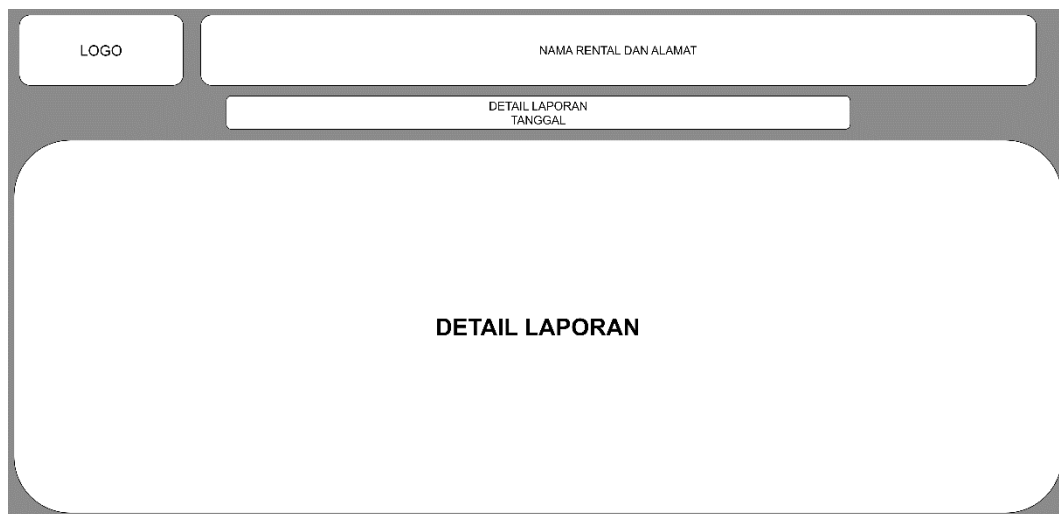 LOGO
NAMA RENTAL DAN ALAMAT
DETAIL LAPORAN
TANGGAL
DETAIL LAPORAN